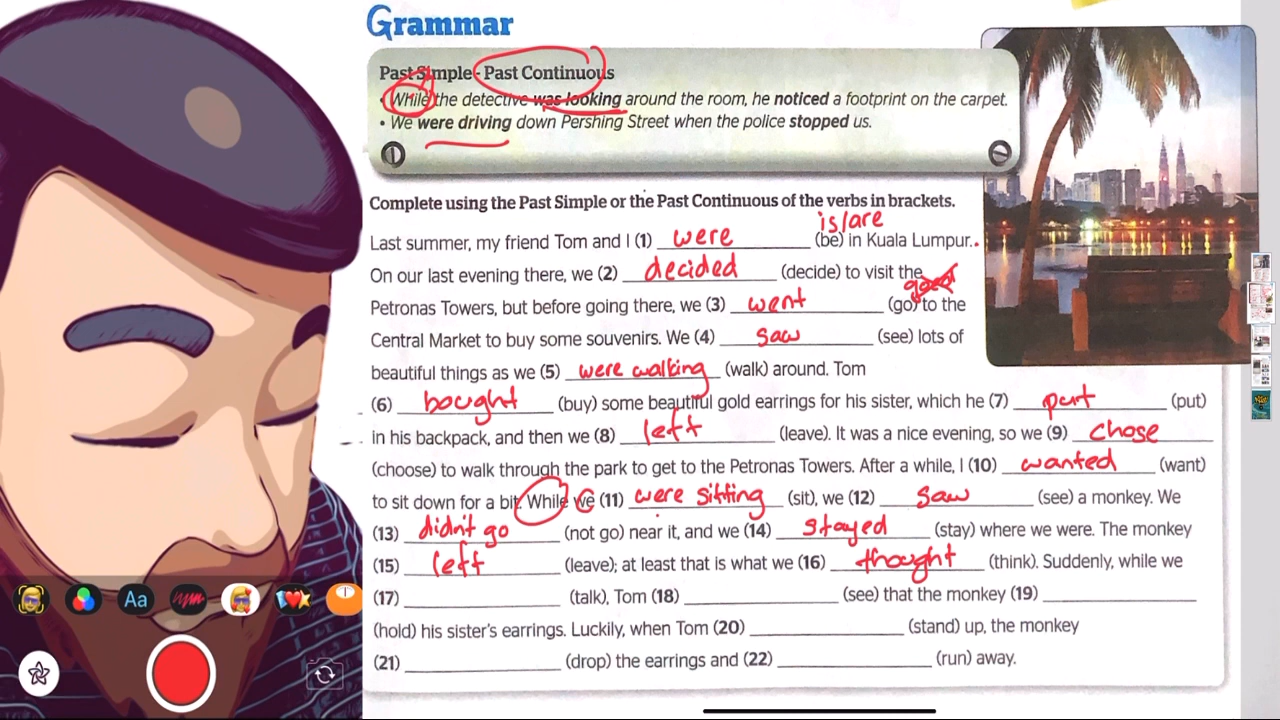 Grammar
Past Simple - Past Continuous
• While the detective was looking around the room, he noticed a footprint on the carpet.
• We were driving down Pershing Street when the police stopped us.
Complete using the Past Simple or the Past Continuous of the verbs in brackets.
is/are
Last summer, my friend Tom and I (1) were (be) in Kuala Lumpur.
On our last evening there, we (2) decided (decide) to visit the
Petronas Towers, but before going there, we (3) went (go) to the
Central Market to buy some souvenirs. We (4) saw (see) lots of
beautiful things as we (5) were walking (walk) around. Tom
(6) bought (buy) some beautiful gold earrings for his sister, which he (7) put (put)
in his backpack, and then we (8) left (leave). It was a nice evening, so we (9) chose
(choose) to walk through the park to get to the Petronas Towers. After a while, I (10) wanted (want)
to sit down for a bit. While we (11) were sitting (sit), we (12) saw (see) a monkey. We
(13) didn't go (not go) near it, and we (14) stayed (stay) where we were. The monkey
(15) left (leave); at least that is what we (16) thought (think). Suddenly, while we
(17) (talk), Tom (18) (see) that the monkey (19)
(hold) his sister's earrings. Luckily, when Tom (20) (stand) up, the monkey
(21) (drop) the earrings and (22) (run) away.
Aa